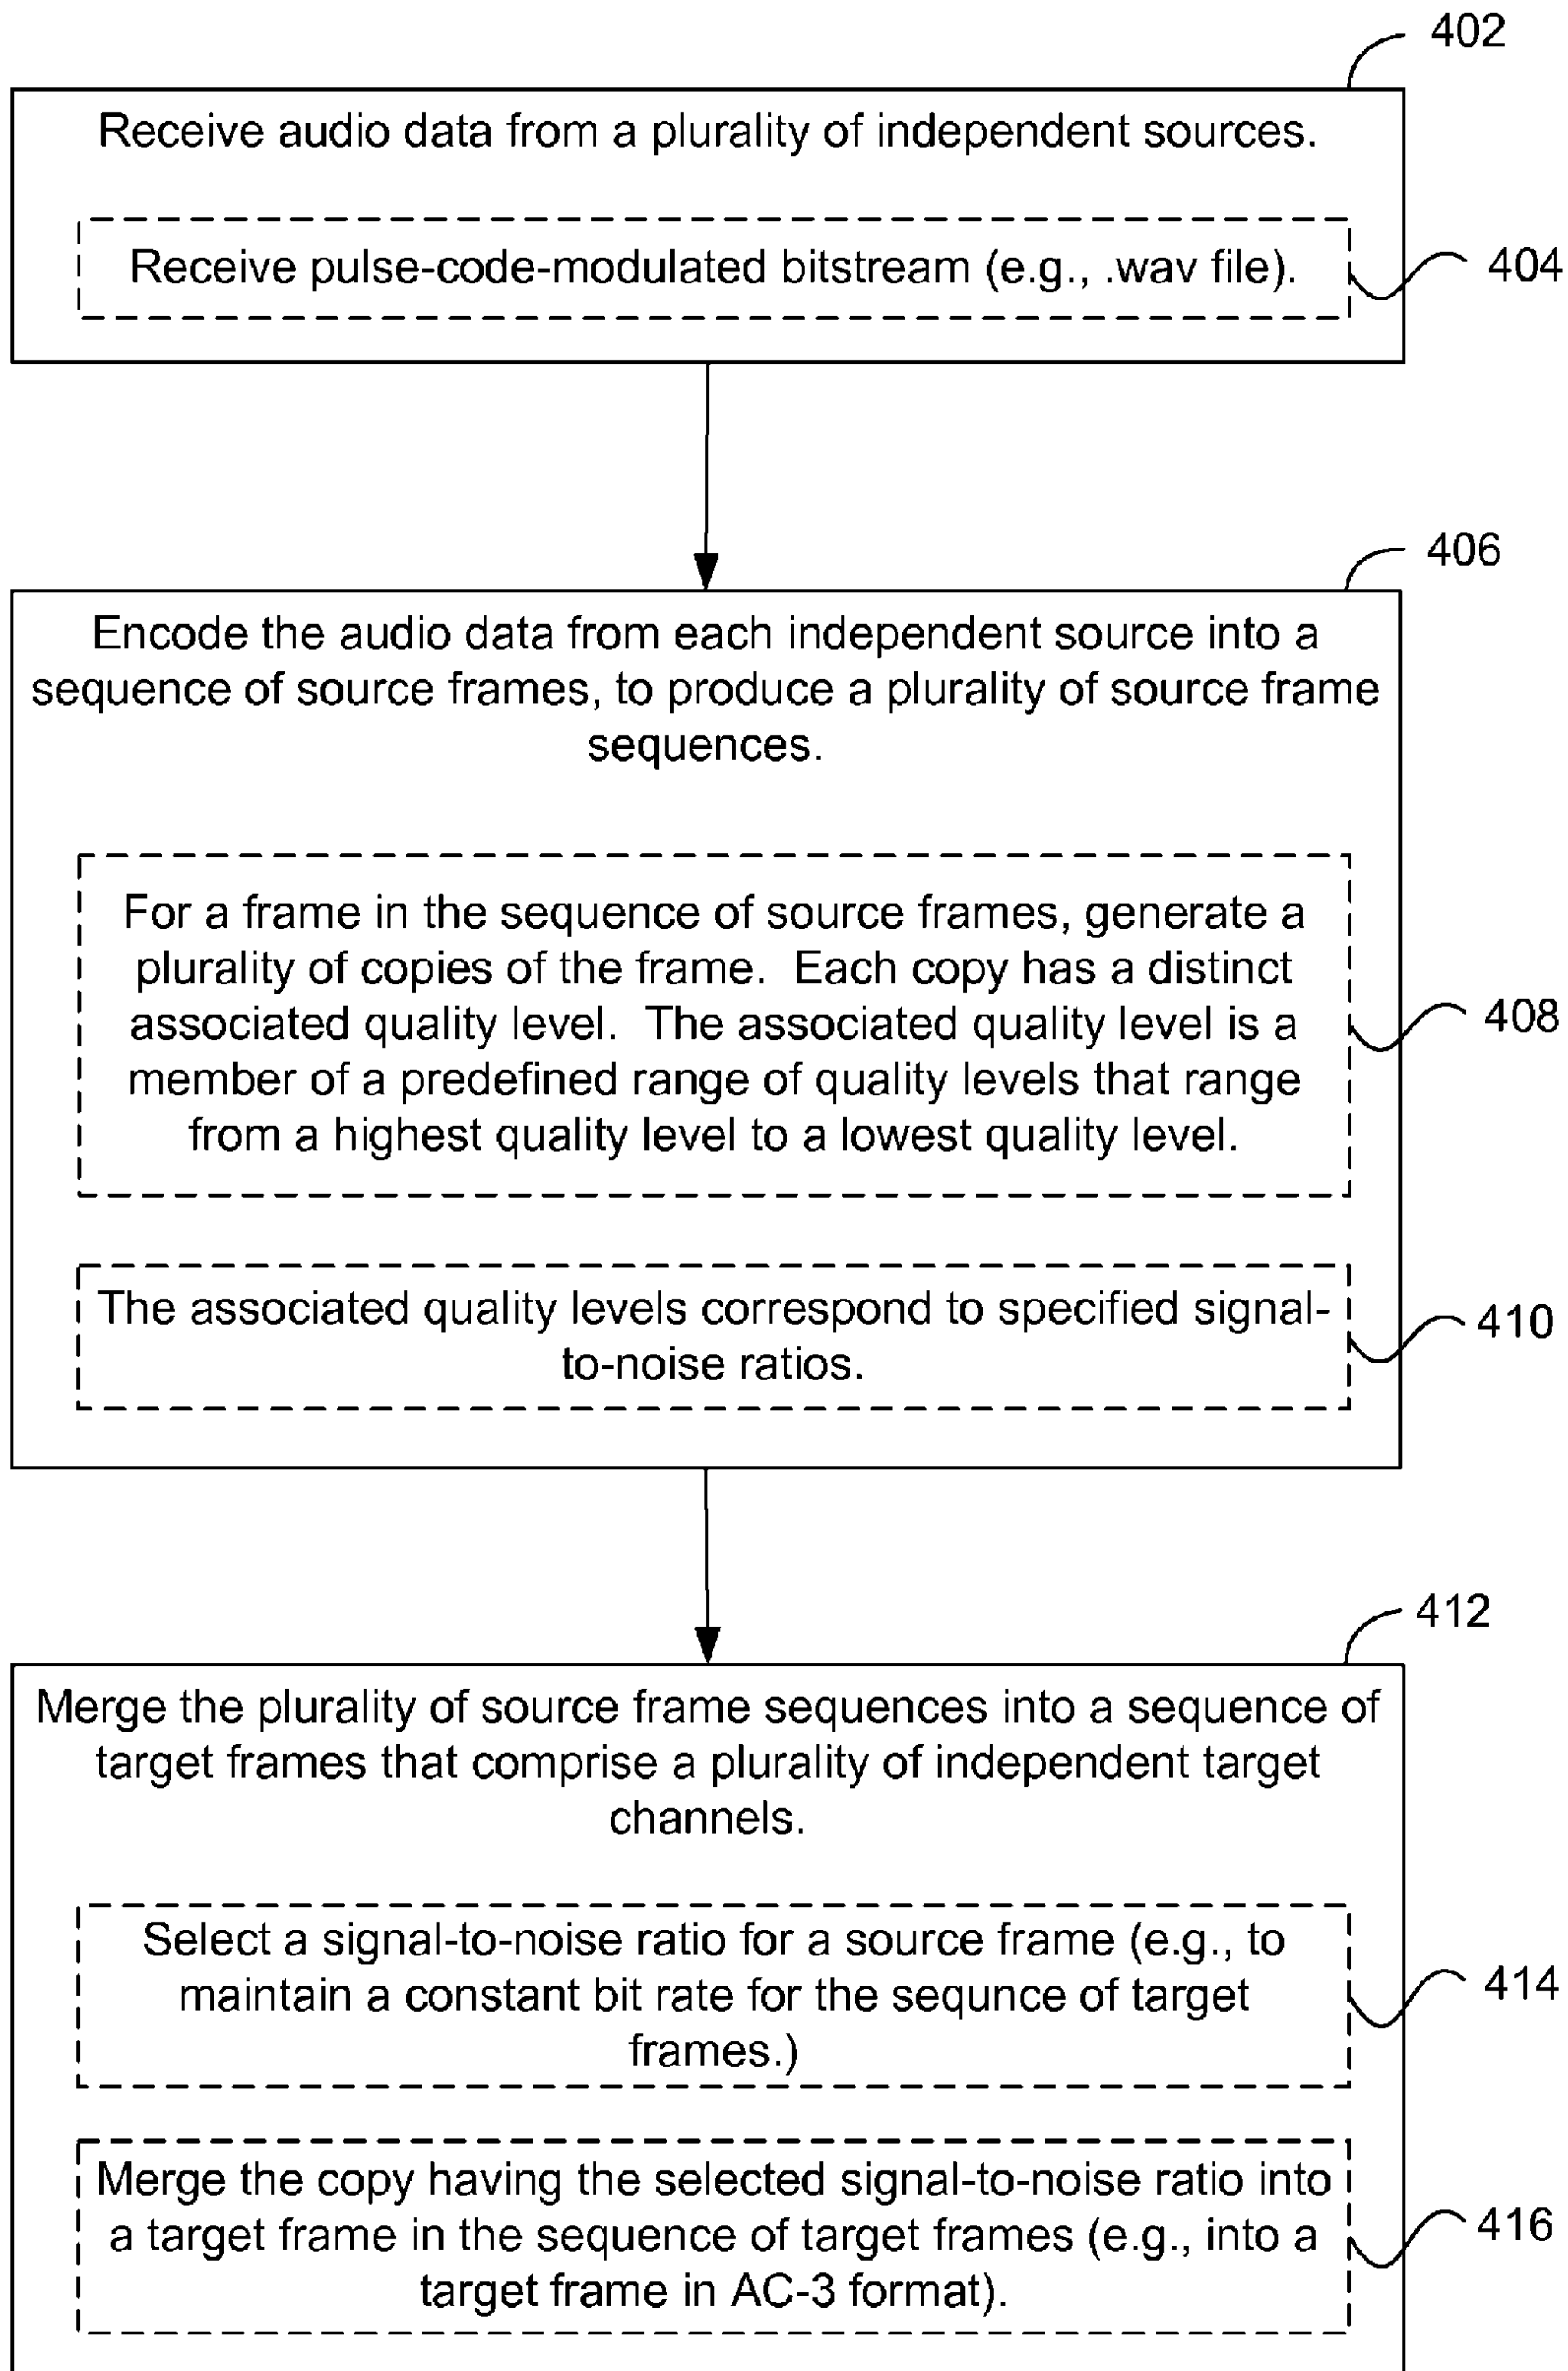 402
Receive audio data from a plurality of independent sources.
Receive pulse-code-modulated bitstream (e.g., .wav file).
404
406
Encode the audio data from each independent source into a
sequence of source frames, to produce a plurality of source frame
sequences.
For a frame in the sequence of source frames, generate a
plurality of copies of the frame.  Each copy has a distinct
associated quality level.  The associated quality level is a
member of a predefined range of quality levels that range
from a highest quality level to a lowest quality level.
408
The associated quality levels correspond to specified signal-
to-noise ratios.
410
412
Merge the plurality of source frame sequences into a sequence of
target frames that comprise a plurality of independent target
channels.
Select a signal-to-noise ratio for a source frame (e.g., to
maintain a constant bit rate for the sequnce of target
frames.)
414
Merge the copy having the selected signal-to-noise ratio into
a target frame in the sequence of target frames (e.g., into a
target frame in AC-3 format).
416